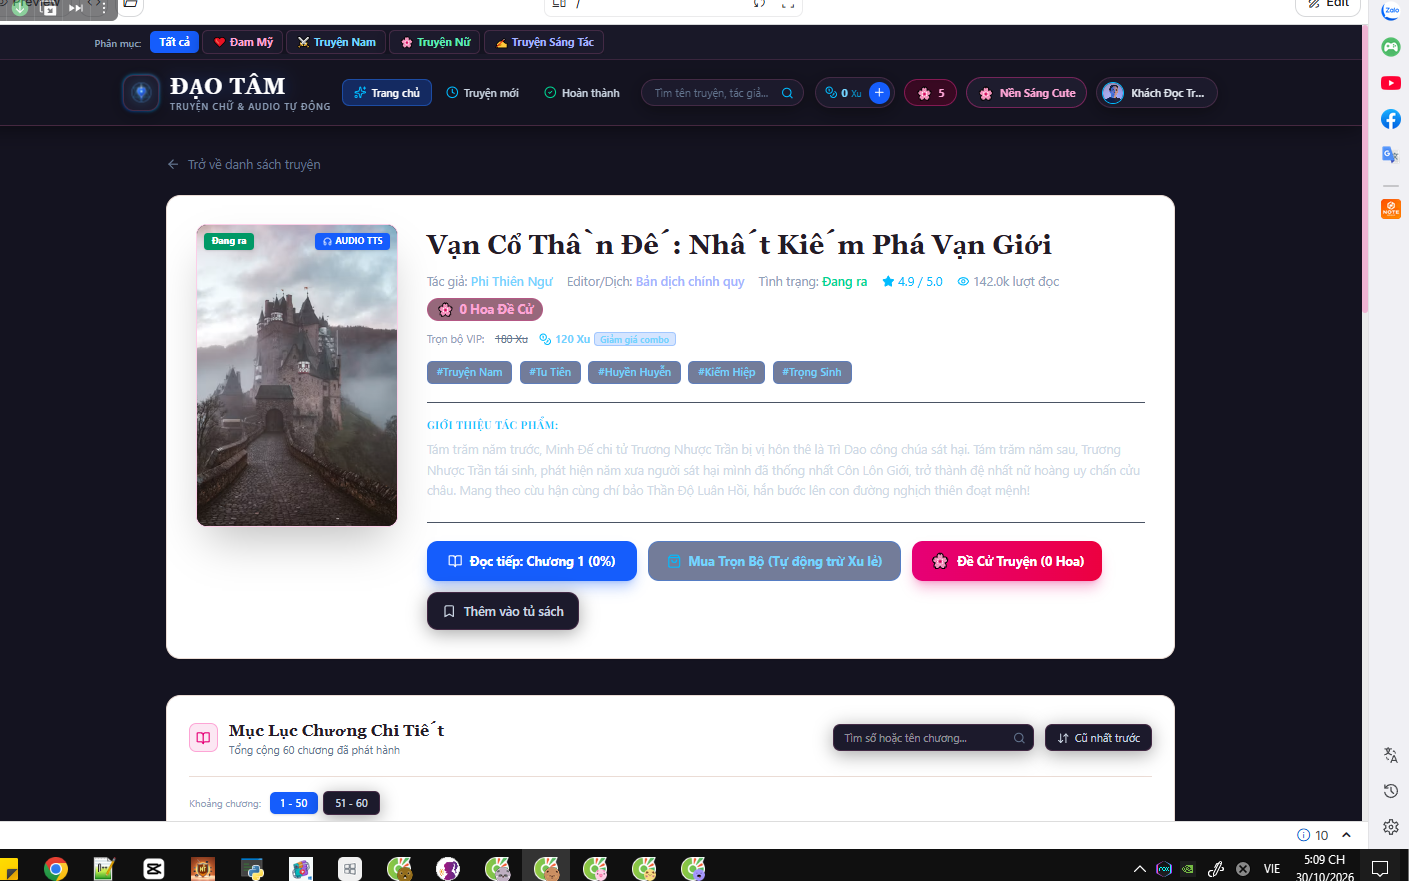 Preview
Edit
Phân mục:
Tất cả
Đam Mỹ
Truyện Nam
Truyện Nữ
Truyện Sáng Tác
ĐẠO TÂM
TRUYỆN CHỮ & AUDIO TỰ ĐỘNG
Trang chủ
Truyện mới
Hoàn thành
Tìm tên truyện, tác giả...
0 Xu
5
Nền Sáng Cute
Khách Đọc Tr...
Trở về danh sách truyện
Đang ra
AUDIO TTS
Vạn Cổ Thần Đế: Nhất Kiếm Phá Vạn Giới
Tác giả: Phi Thiên Ngư Editor/Dịch: Bản dịch chính quy Tình trạng: Đang ra 4.9 / 5.0 142.0k lượt đọc
0 Hoa Đề Cử
Trọn bộ VIP: 180 Xu 120 Xu Giảm giá combo
#Truyện Nam #Tu Tiên #Huyền Huyễn #Kiếm Hiệp #Trọng Sinh
GIỚI THIỆU TÁC PHẨM:
Tám trăm năm trước, Minh Đế chi tử Trương Nhược Trần bị vị hôn thê là Trì Dao công chúa sát hại. Tám trăm năm sau, Trương
Nhược Trần tái sinh, phát hiện năm xưa người sát hại mình đã thống nhất Côn Lôn Giới, trở thành đệ nhất nữ hoàng uy chấn cửu
châu. Mang theo cừu hận cùng chí bảo Thần Độ Luân Hồi, hắn bước lên con đường nghịch thiên đoạt mệnh!
Đọc tiếp: Chương 1 (0%)
Mua Trọn Bộ (Tự động trừ Xu lẻ)
Đề Cử Truyện (0 Hoa)
Thêm vào tủ sách
Mục Lục Chương Chi Tiết
Tổng cộng 60 chương đã phát hành
Tìm số hoặc tên chương...
Cũ nhất trước
Khoảng chương:
1 - 50
51 - 60
Zalo
NOTE
10
VIE
5:09 CH
30/10/2026